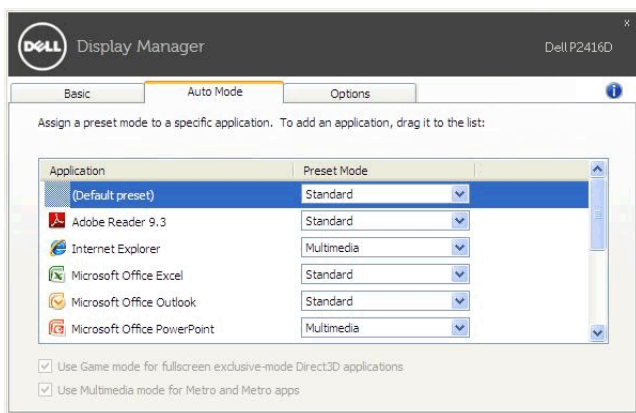 DELL Display Manager Dell P2416D
x
Basic Auto Mode Options
Assign a preset mode to a specific application. To add an application, drag it to the list:
Application Preset Mode
(Default preset) Standard
Adobe Reader 9.3 Standard
Internet Explorer Multimedia
Microsoft Office Excel Standard
Microsoft Office Outlook Standard
Microsoft Office PowerPoint Multimedia
Use Game mode for fullscreen exclusive-mode Direct3D applications
Use Multimedia mode for Metro and Metro apps